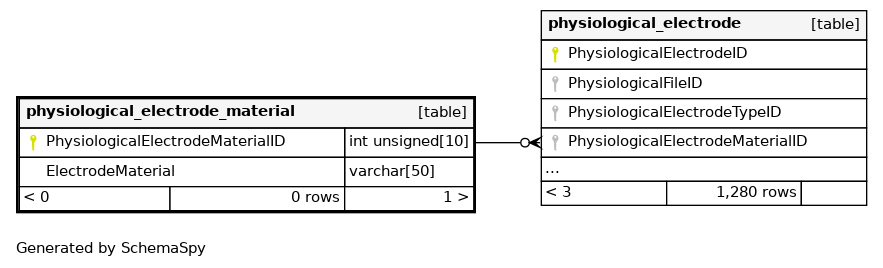 physiological_electrode_material [table]
PhysiologicalElectrodeMaterialID int unsigned[10]
ElectrodeMaterial varchar[50]
< 0 0 rows 1 >
physiological_electrode [table]
PhysiologicalElectrodeID
PhysiologicalFileID
PhysiologicalElectrodeTypeID
PhysiologicalElectrodeMaterialID
...
< 3 1,280 rows
Generated by SchemaSpy